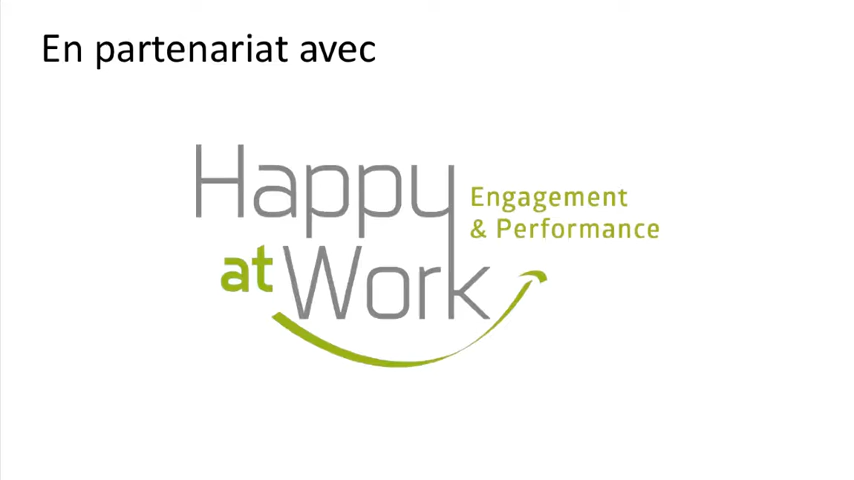 En partenariat avec
Happy
Engagement
& Performance
at Work